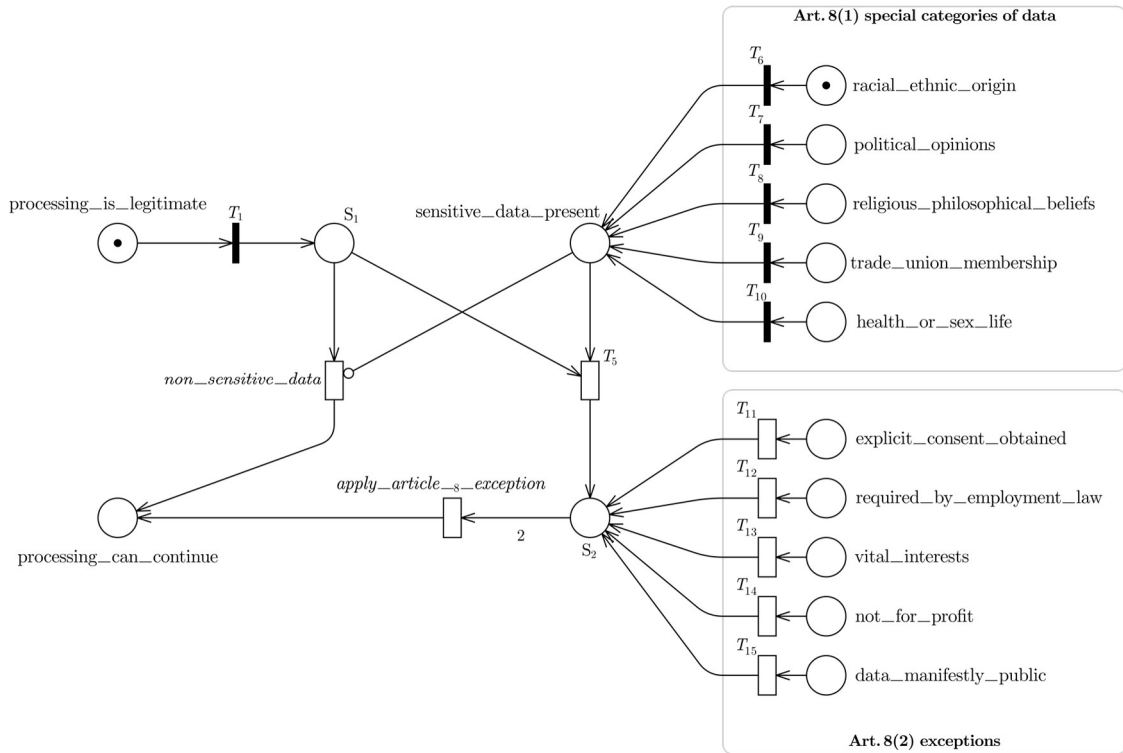 Art. 8(1) special categories of data
T6
racial_ethnic_origin
T7
political_opinions
T8
religious_philosophical_beliefs
T9
trade_union_membership
T10
health_or_sex_life
processing_is_legitimate
T1
S1
sensitive_data_present
non_sensitive_data
T5
apply_article_8_exception
2
S2
processing_can_continue
T11
explicit_consent_obtained
T12
required_by_employment_law
T13
vital_interests
T14
not_for_profit
T15
data_manifestly_public
Art. 8(2) exceptions